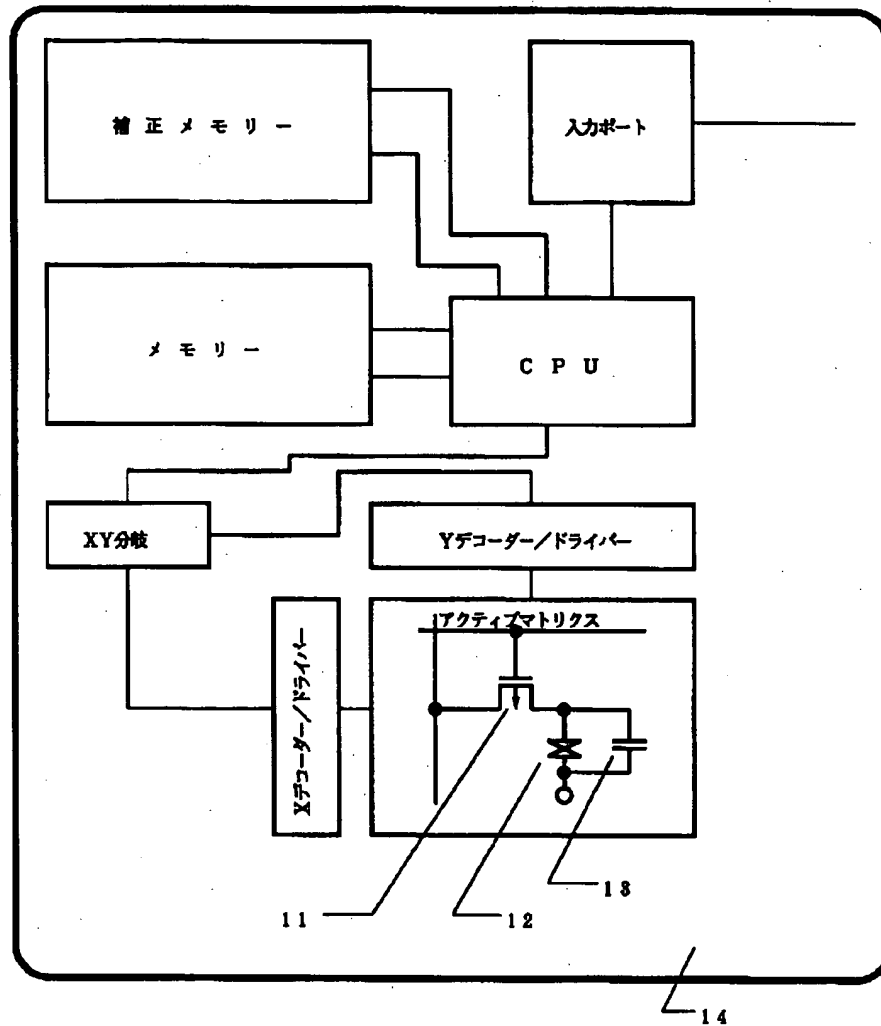 補正メモリー
入力ポート
メモリー
CPU
XY分岐
Yデコーダー/ドライバー
Xデコーダー/ドライバー
アクティブマトリクス
11
12
13
14